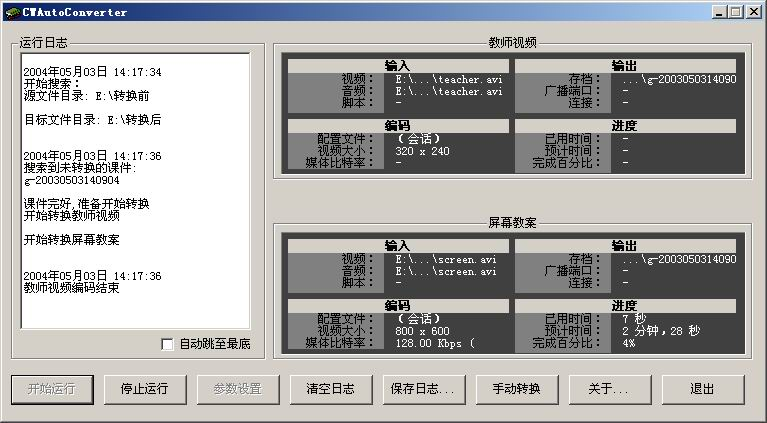 CWAutoConverter
运行日志
2004年05月03日 14:17:34
开始搜索：
源文件目录: E:\转换前
目标文件目录: E:\转换后
2004年05月03日 14:17:36
搜索到未转换的课件:
g-20030503140904
课件完好,准备开始转换
开始转换教师视频
开始转换屏幕教案
2004年05月03日 14:17:36
教师视频编码结束
自动跳至最底
教师视频
输入
视频： E:\...\teacher.avi
音频： E:\...\teacher.avi
脚本： -
输出
存档： ...\g-2003050314090
广播端口： -
连接： -
编码
配置文件： (会话)
视频大小： 320 x 240
媒体比特率： -
进度
已用时间： -
预计时间： -
完成百分比： -
屏幕教案
输入
视频： E:\...\screen.avi
音频： E:\...\screen.avi
脚本： -
输出
存档： ...\g-2003050314090
广播端口： -
连接： -
编码
配置文件： (会话)
视频大小： 800 x 600
媒体比特率： 128.00 Kbps (
进度
已用时间： 7 秒
预计时间： 2 分钟，28 秒
完成百分比： 4%
开始运行 停止运行 参数设置 清空日志 保存日志... 手动转换 关于... 退出